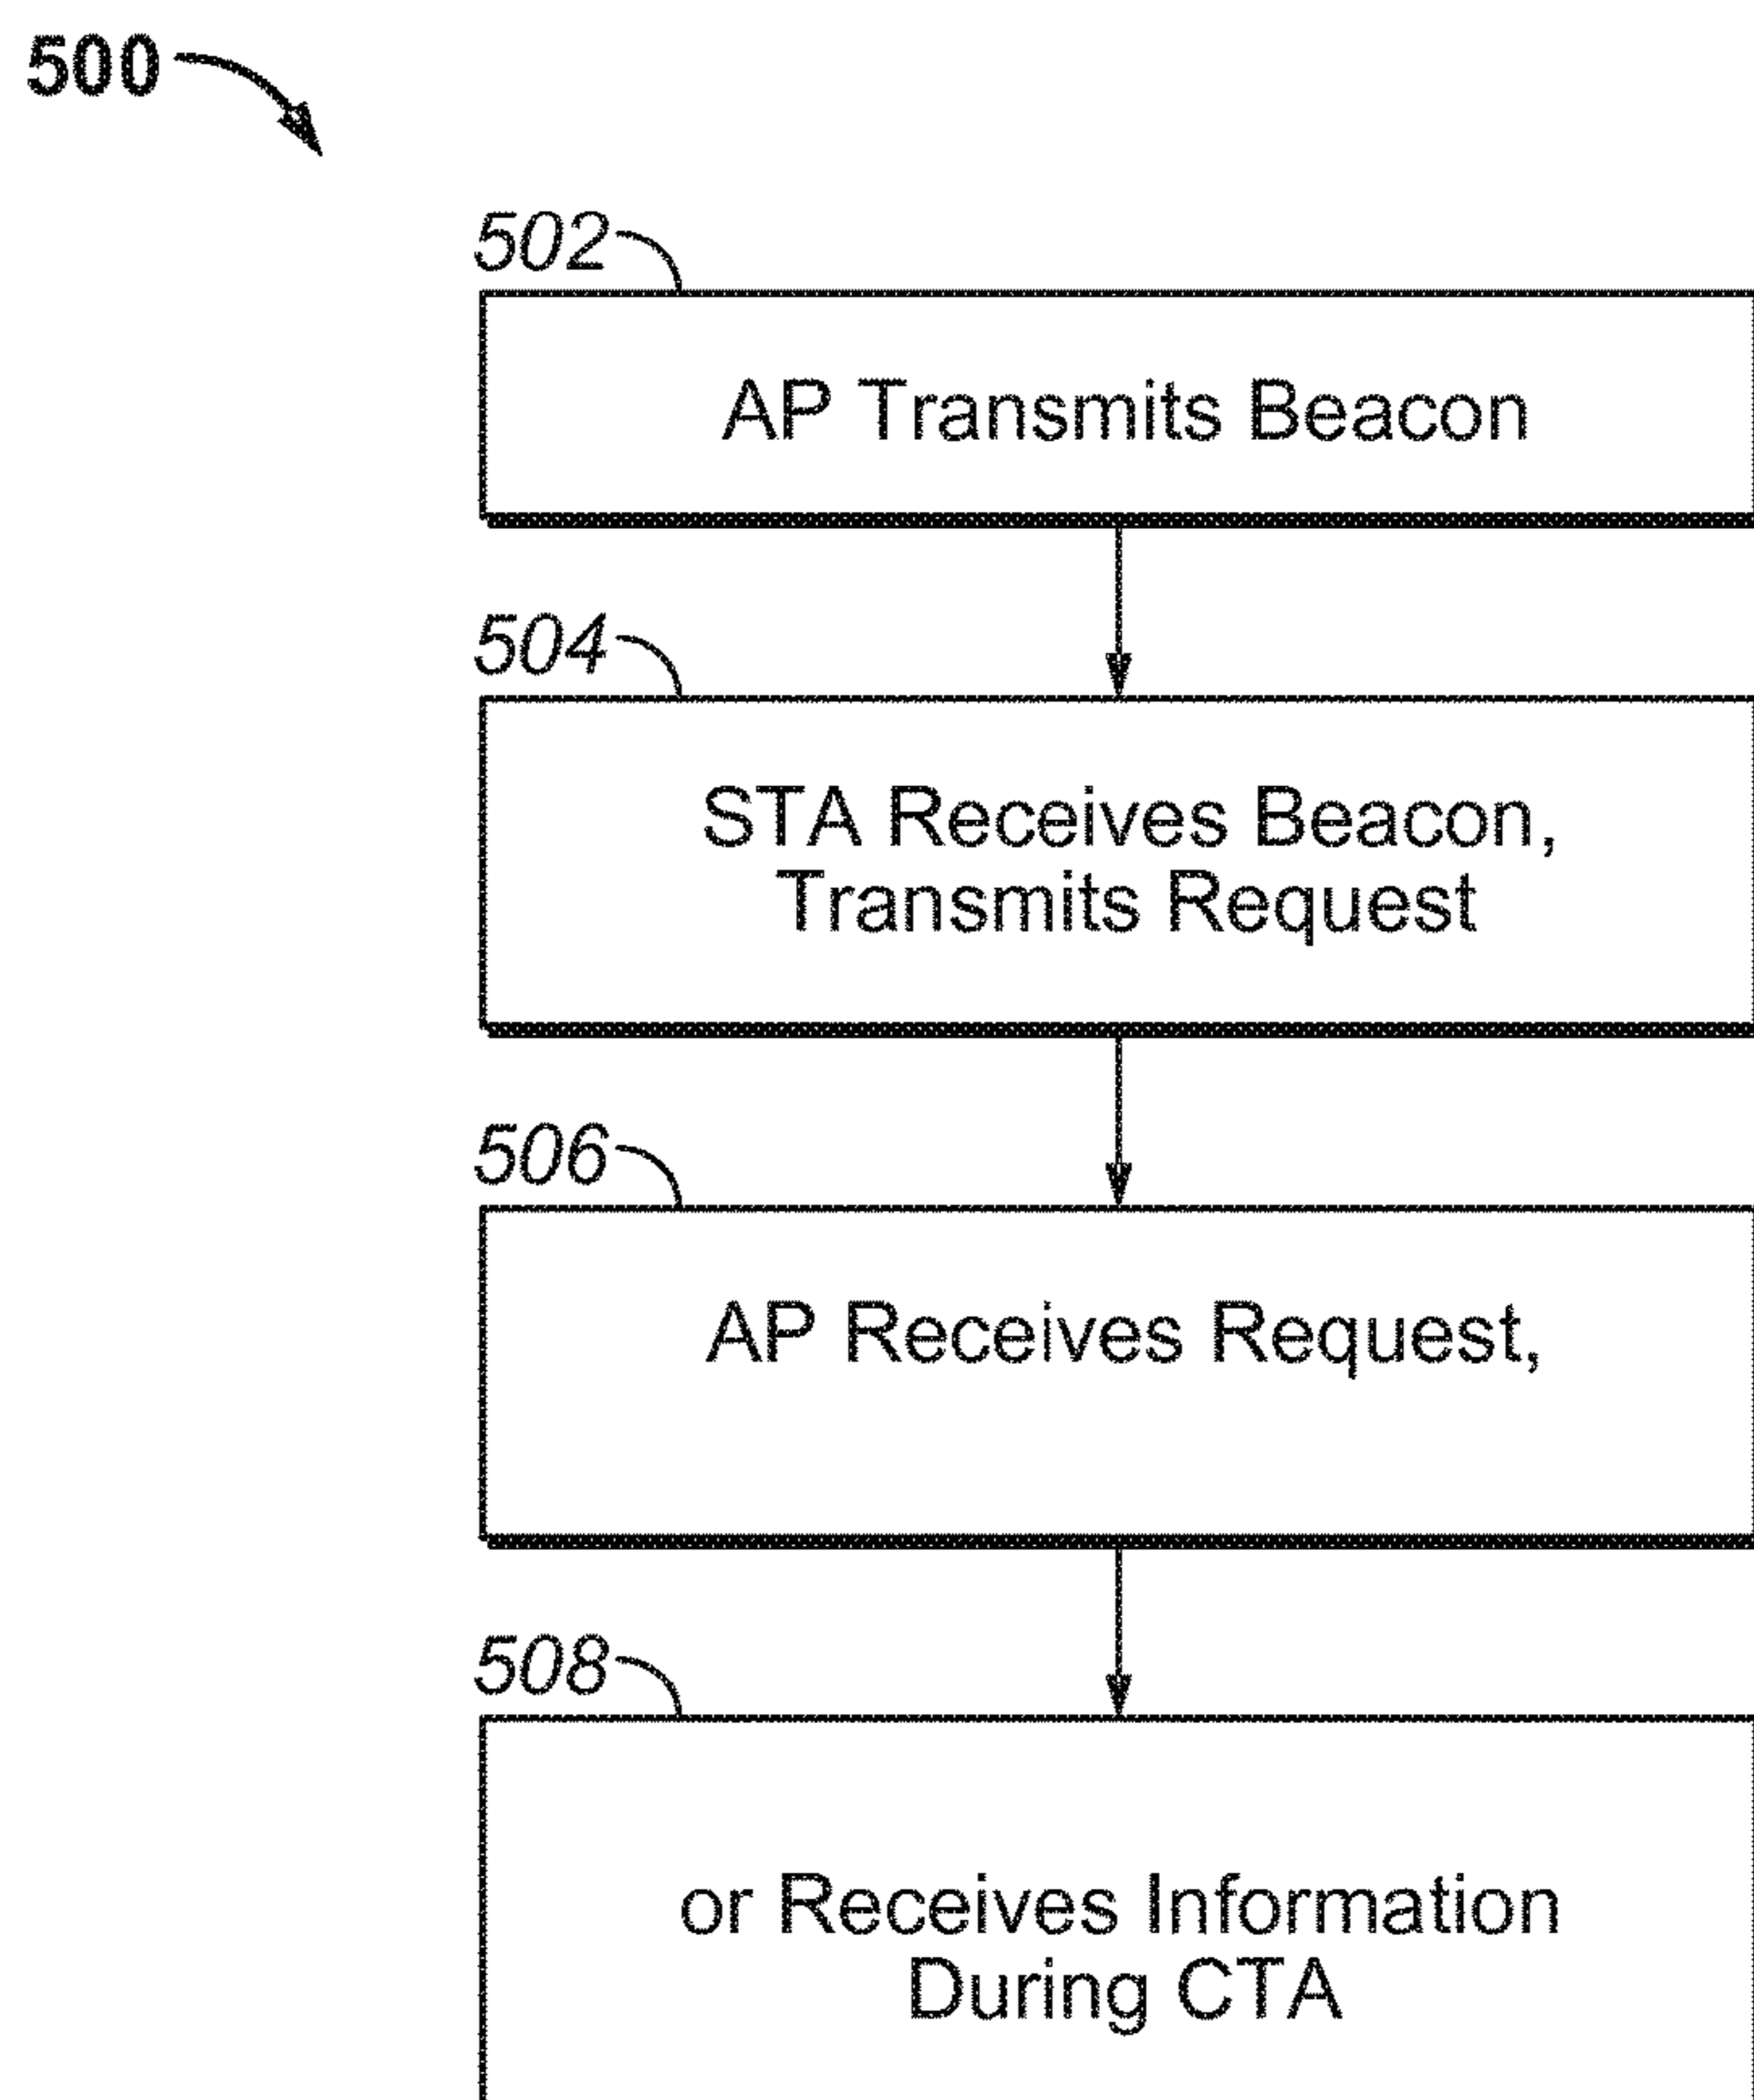 500
502
AP Transmits Beacon
504
STA Receives Beacon,
Transmits Request
506
AP Receives Request,
508
or Receives Information
During CTA